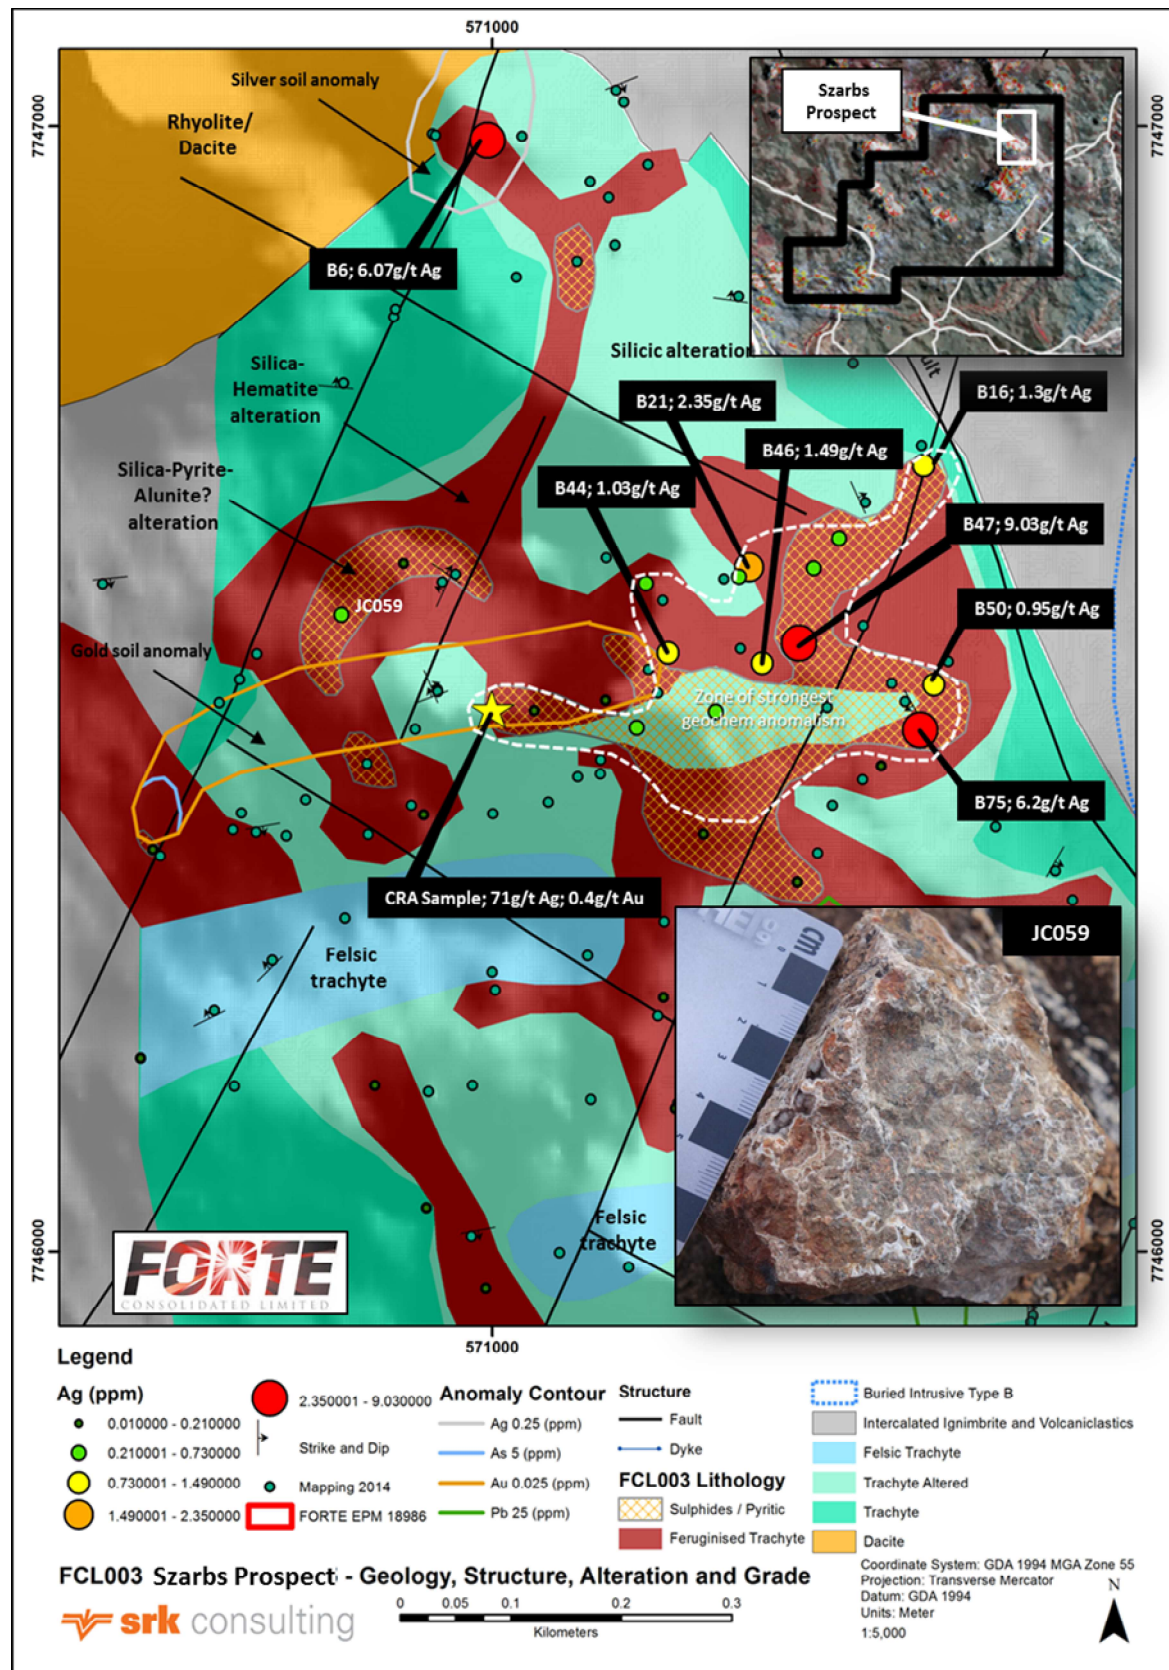 571000
7747000
7747000
Silver soil anomaly
Rhyolite/
Dacite
Szarbs
Prospect
B6; 6.07g/t Ag
Silica-
Hematite
alteration
Silicic alteration
B21; 2.35g/t Ag
B16; 1.3g/t Ag
B46; 1.49g/t Ag
Silica-Pyrite-
Alunite?
alteration
B44; 1.03g/t Ag
B47; 9.03g/t Ag
JC059
B50; 0.95g/t Ag
Gold soil anomaly
Zone of strongest
geochem anomalism
B75; 6.2g/t Ag
CRA Sample; 71g/t Ag; 0.4g/t Au
Felsic
trachyte
JC059
cm
0
1
2
3
4
5
Felsic
trachyte
7746000
7746000
FORTE
CONSOLIDATED LIMITED
571000
Legend
Ag (ppm)
0.010000 - 0.210000
0.210001 - 0.730000
0.730001 - 1.490000
1.490001 - 2.350000
2.350001 - 9.030000
Strike and Dip
Mapping 2014
FORTE EPM 18986
Anomaly Contour
Ag 0.25 (ppm)
As 5 (ppm)
Au 0.025 (ppm)
Pb 25 (ppm)
Structure
Fault
Dyke
FCL003 Lithology
Sulphides / Pyritic
Feruginised Trachyte
Buried Intrusive Type B
Intercalated Ignimbrite and Volcaniclastics
Felsic Trachyte
Trachyte Altered
Trachyte
Dacite
FCL003 Szarbs Prospect - Geology, Structure, Alteration and Grade
srk consulting
0 0.05 0.1 0.2 0.3
Kilometers
Coordinate System: GDA 1994 MGA Zone 55
Projection: Transverse Mercator
Datum: GDA 1994
Units: Meter
1:5,000
N